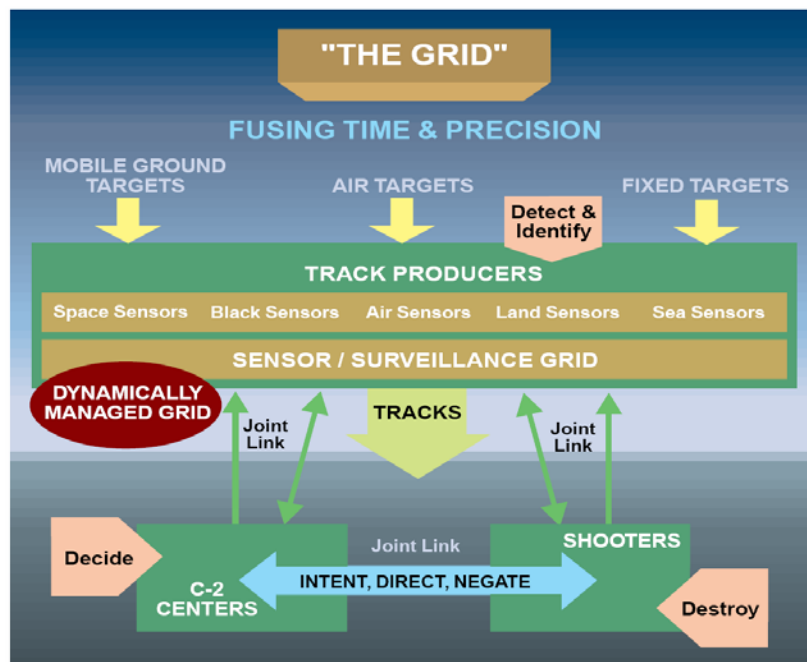 "THE GRID"
FUSING TIME & PRECISION
MOBILE GROUND
TARGETS
AIR TARGETS
FIXED TARGETS
Detect &
Identify
TRACK PRODUCERS
Space Sensors
Black Sensors
Air Sensors
Land Sensors
Sea Sensors
SENSOR / SURVEILLANCE GRID
DYNAMICALLY
MANAGED GRID
Joint
Link
TRACKS
Joint
Link
Decide
C-2
CENTERS
Joint Link
INTENT, DIRECT, NEGATE
SHOOTERS
Destroy